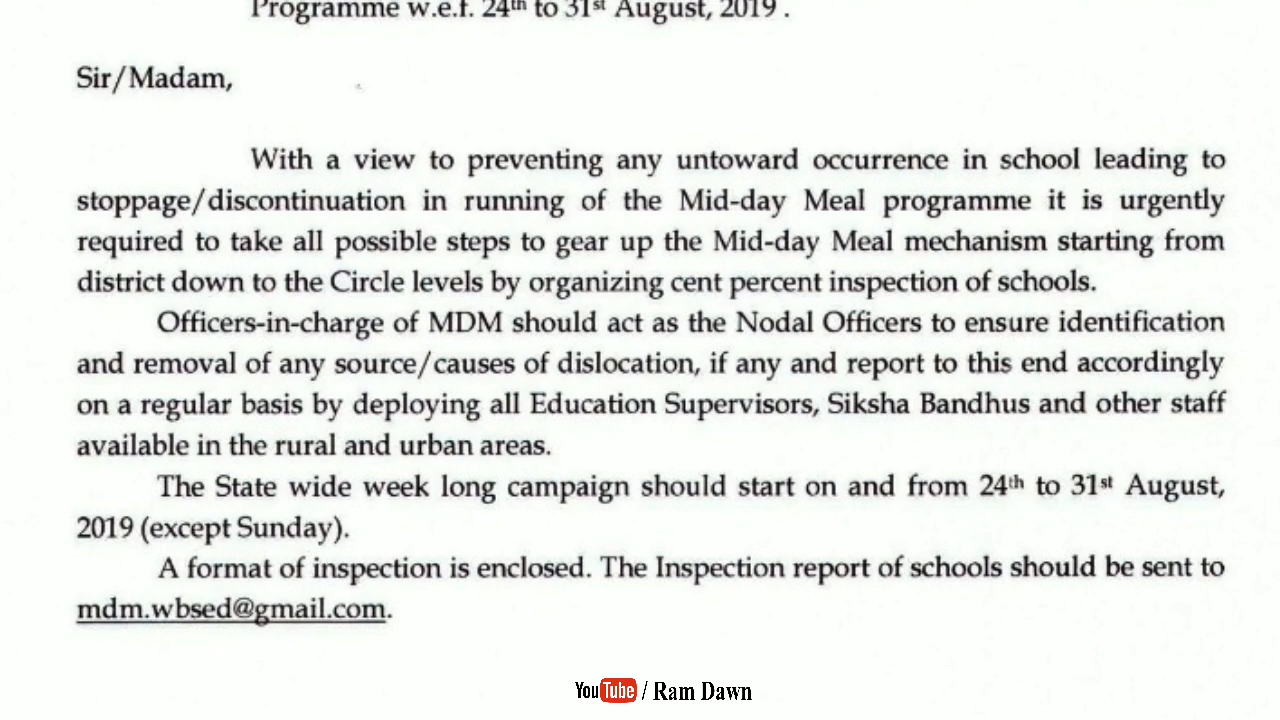 Programme w.e.f. 24th to 31st August, 2019 .
Sir/Madam,
With a view to preventing any untoward occurrence in school leading to
stoppage/discontinuation in running of the Mid-day Meal programme it is urgently
required to take all possible steps to gear up the Mid-day Meal mechanism starting from
district down to the Circle levels by organizing cent percent inspection of schools.
Officers-in-charge of MDM should act as the Nodal Officers to ensure identification
and removal of any source/causes of dislocation, if any and report to this end accordingly
on a regular basis by deploying all Education Supervisors, Siksha Bandhus and other staff
available in the rural and urban areas.
The State wide week long campaign should start on and from 24th to 31st August,
2019 (except Sunday).
A format of inspection is enclosed. The Inspection report of schools should be sent to
mdm.wbsed@gmail.com.
YouTube / Ram Dawn